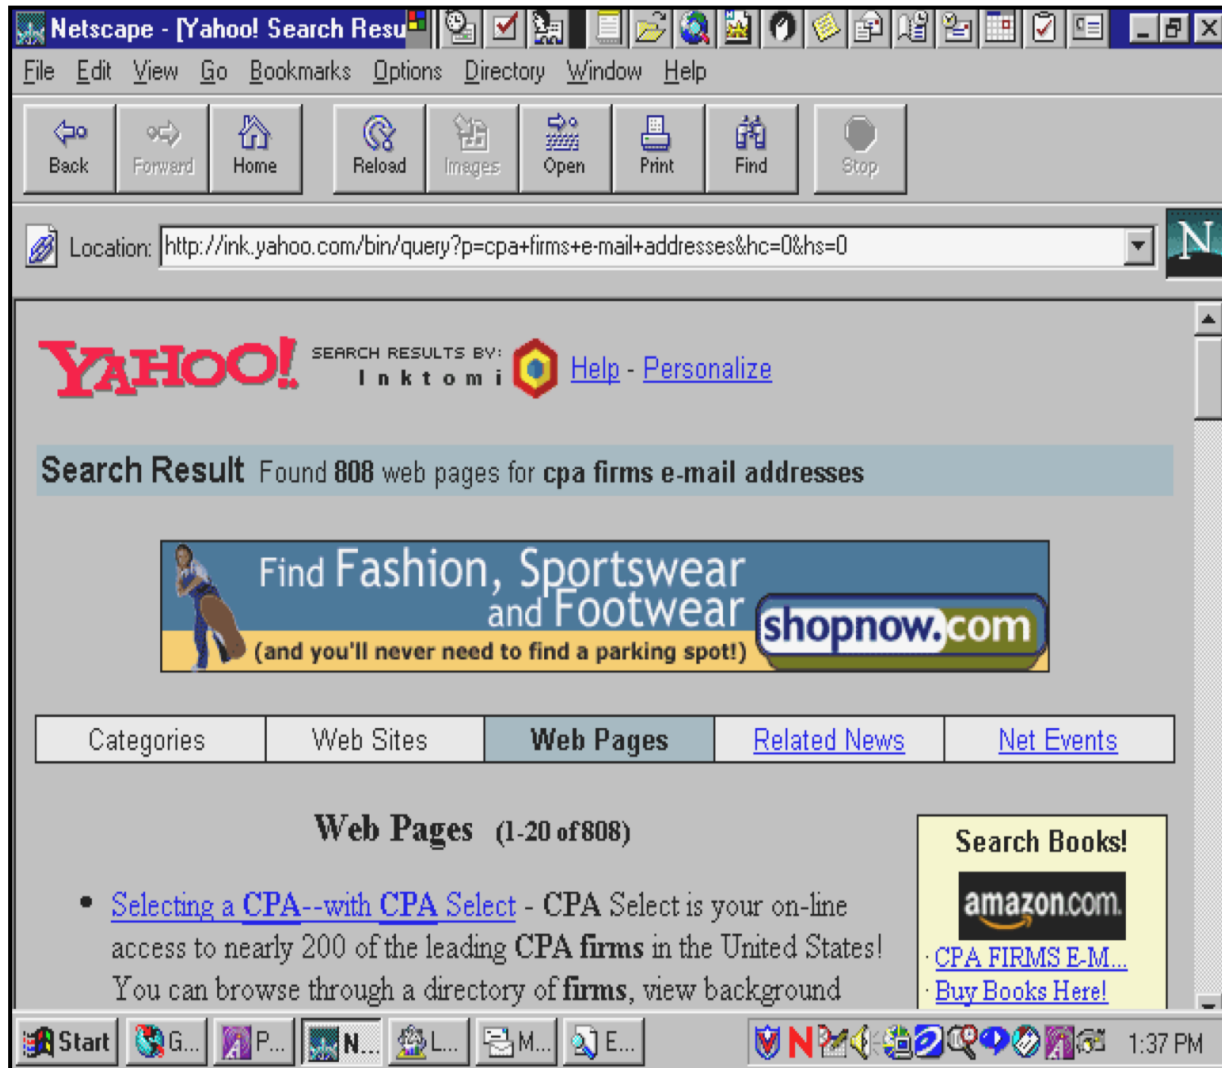 Netscape - [Yahoo! Search Resu
File Edit View Go Bookmarks Options Directory Window Help
Back Forward Home Reload Images Open Print Find Stop
Location: http://ink.yahoo.com/bin/query?p=cpa+firms+e-mail+addresses&hc=0&hs=0
N
YAHOO! SEARCH RESULTS BY:
Inktomi
Help - Personalize
Search Result Found 808 web pages for cpa firms e-mail addresses
Find Fashion, Sportswear
and Footwear
(and you'll never need to find a parking spot!)
shopnow.com
Categories Web Sites Web Pages Related News Net Events
Web Pages (1-20 of 808)
• Selecting a CPA--with CPA Select - CPA Select is your on-line
access to nearly 200 of the leading CPA firms in the United States!
You can browse through a directory of firms, view background
Search Books!
amazon.com.
· CPA FIRMS E-M...
· Buy Books Here!
Start G... P... N... L... M... E... N 1:37 PM